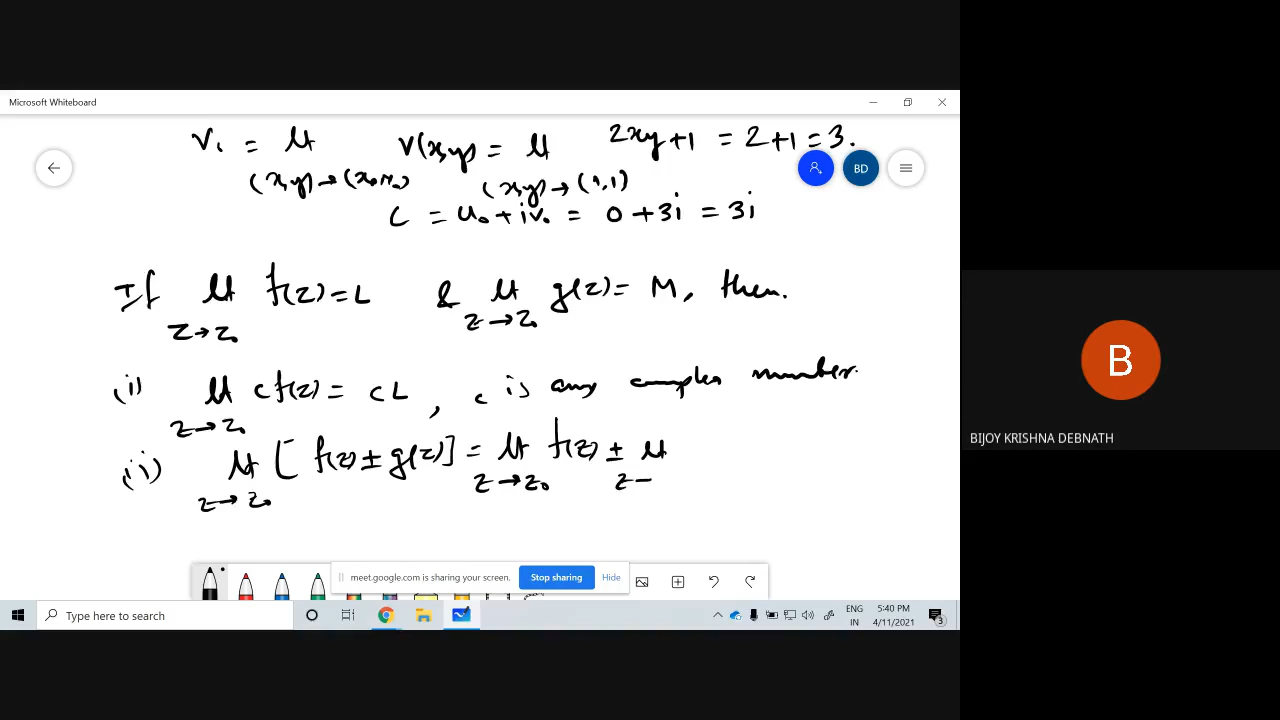 Microsoft Whiteboard
V. = lt V(x,y) = lt 2xy+1 = 2+1 = 3.
(x,y)→(x₀,y₀) (x,y)→(1,1)
BD
L = u₀ + iv₀ = 0 + 3i = 3i
If lt f(z) = L & lt g(z) = M, then.
z→z₀ z→z₀
B
(i) lt c f(z) = cL, c is any complex number.
z→z₀
BIJOY KRISHNA DEBNATH
(ii) lt [ f(z) ± g(z) ] = lt f(z) ± lt
z→z₀ z→z₀ z–
meet.google.com is sharing your screen. Stop sharing Hide
Type here to search
ENG 5:40 PM
IN 4/11/2021 3